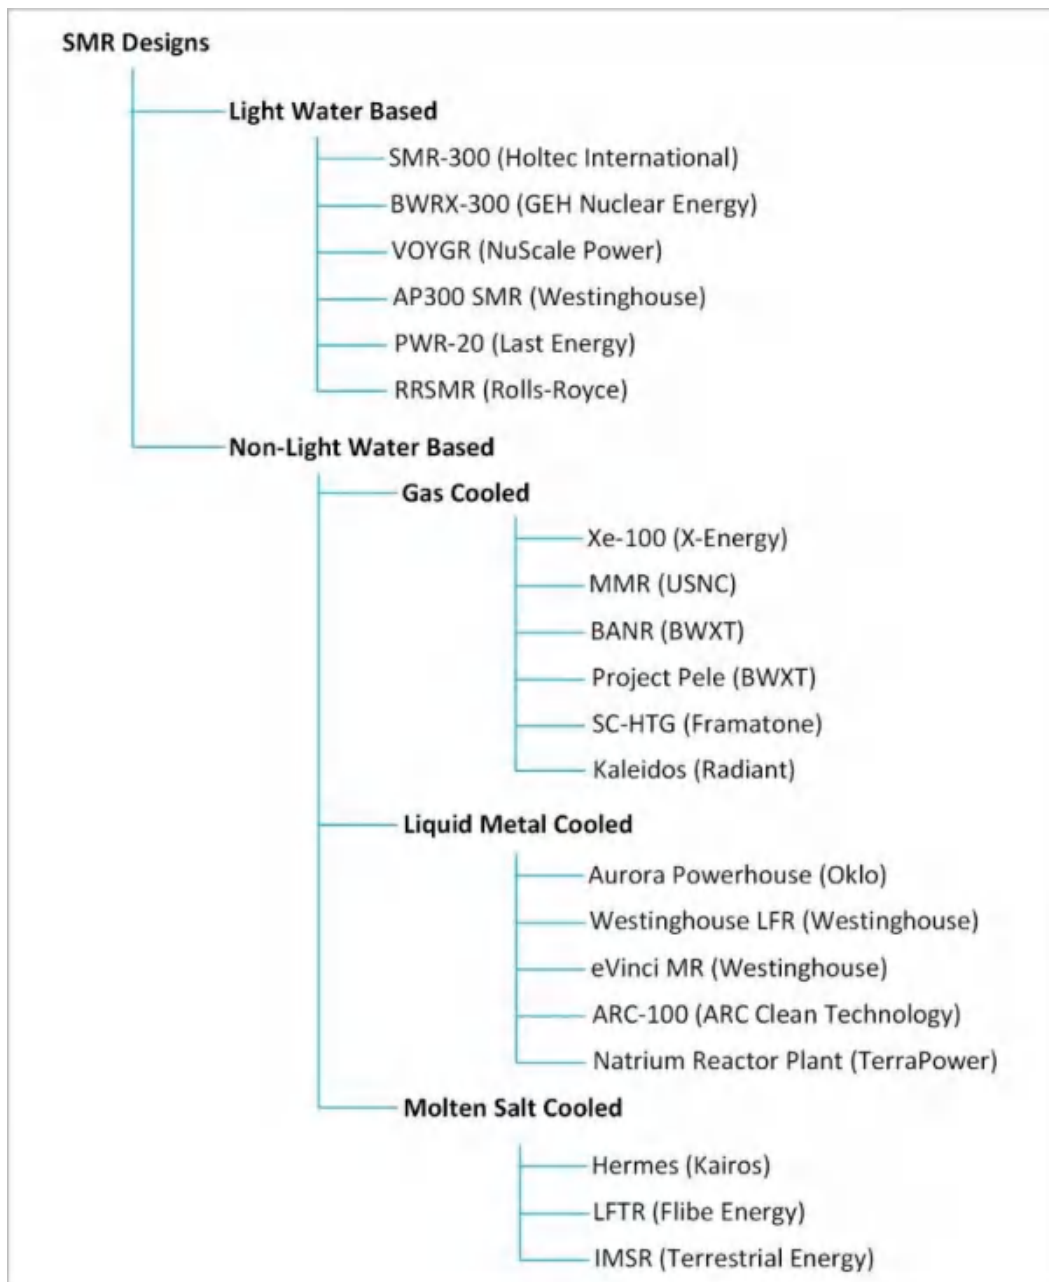 SMR Designs
Light Water Based
SMR-300 (Holtec International)
BWRX-300 (GEH Nuclear Energy)
VOYGR (NuScale Power)
AP300 SMR (Westinghouse)
PWR-20 (Last Energy)
RRSMR (Rolls-Royce)
Non-Light Water Based
Gas Cooled
Xe-100 (X-Energy)
MMR (USNC)
BANR (BWXT)
Project Pele (BWXT)
SC-HTG (Framatone)
Kaleidos (Radiant)
Liquid Metal Cooled
Aurora Powerhouse (Oklo)
Westinghouse LFR (Westinghouse)
eVinci MR (Westinghouse)
ARC-100 (ARC Clean Technology)
Natrium Reactor Plant (TerraPower)
Molten Salt Cooled
Hermes (Kairos)
LFTR (Flibe Energy)
IMSR (Terrestrial Energy)